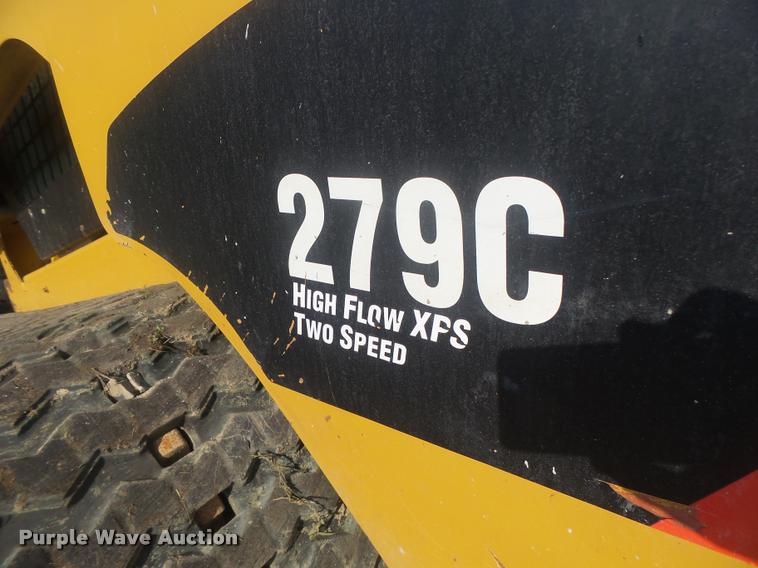 279C
HIGH FLOW XPS
TWO SPEED
Purple Wave Auction